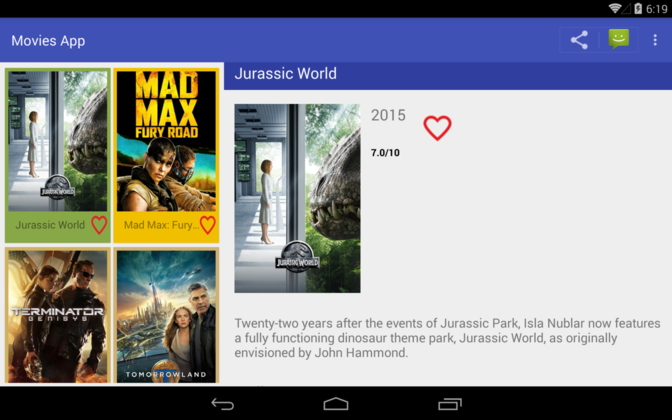 6:19
Movies App
Jurassic World
MAD
MAX
FURY ROAD
JURASSIC WORLD
Jurassic World
Mad Max: Fury...
TERMINATOR
GENISYS
TOMORROWLAND
2015
7.0/10
JURASSIC WORLD
Twenty-two years after the events of Jurassic Park, Isla Nublar now features
a fully functioning dinosaur theme park, Jurassic World, as originally
envisioned by John Hammond.